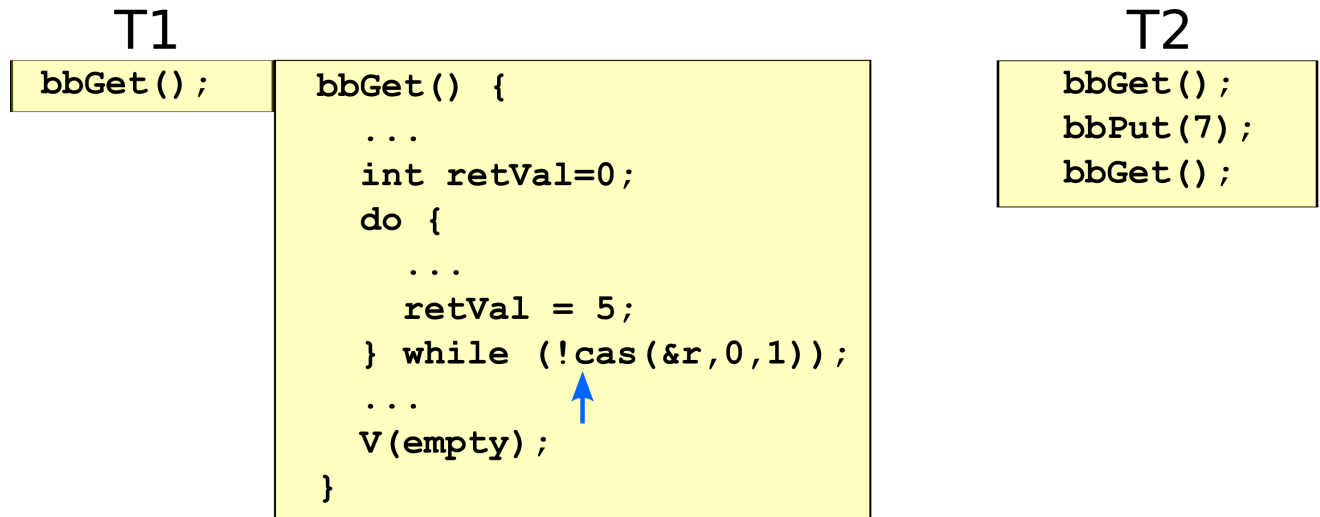 T1
bbGet();
bbGet() {
...
int retVal=0;
do {
...
retVal = 5;
} while (!cas(&r,0,1));
...
V(empty);
}
T2
bbGet();
bbPut(7);
bbGet();